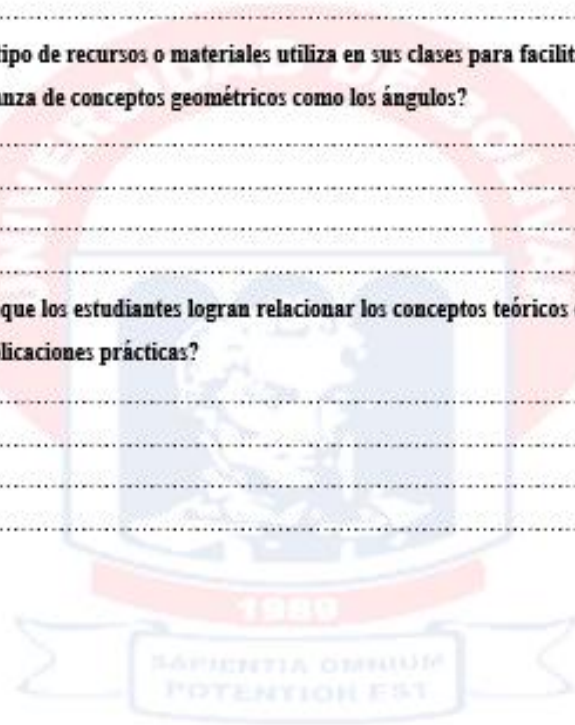 tipo de recursos o materiales utiliza en sus clases para facilit
nza de conceptos geométricos como los ángulos?
que los estudiantes logran relacionar los conceptos teóricos
licaciones prácticas?
1989
SAPIENTIA OMNIUM
POTENTIOR EST